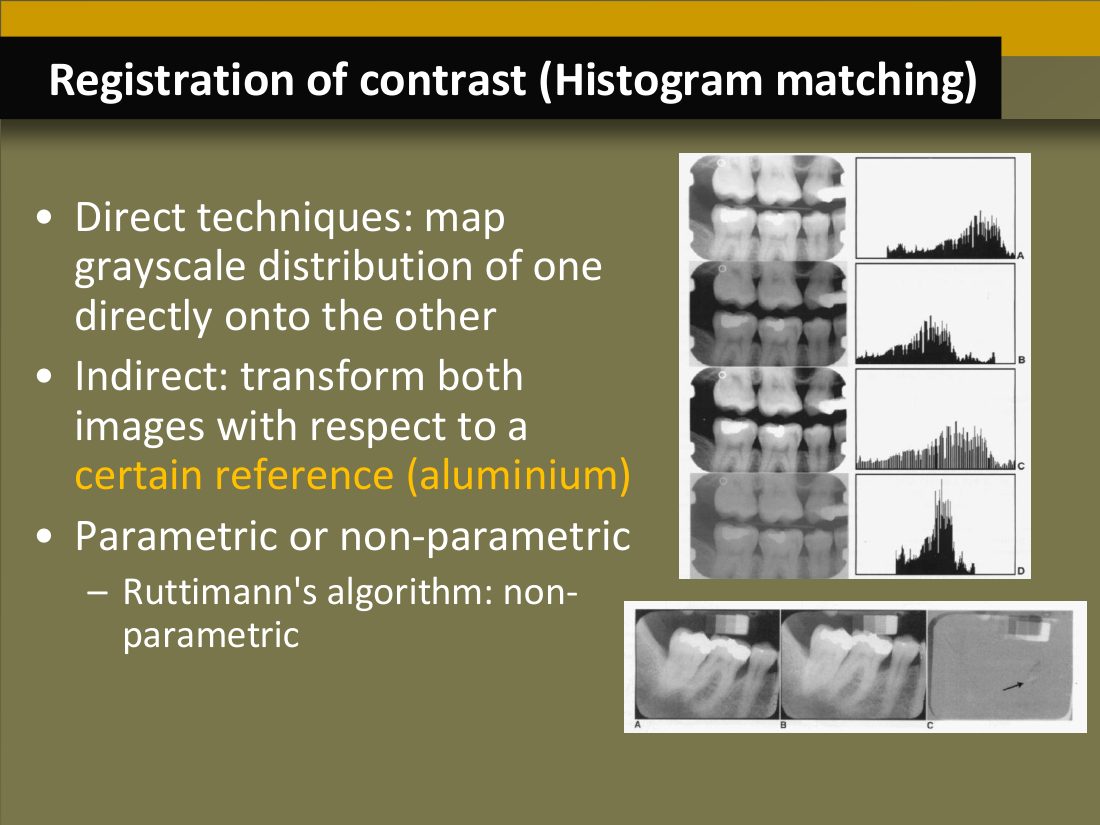 Registration of contrast (Histogram matching)
• Direct techniques: map
grayscale distribution of one
directly onto the other
• Indirect: transform both
images with respect to a
certain reference (aluminium)
• Parametric or non-parametric
– Ruttimann's algorithm: non-
parametric
A
B
C
D
A
B
C